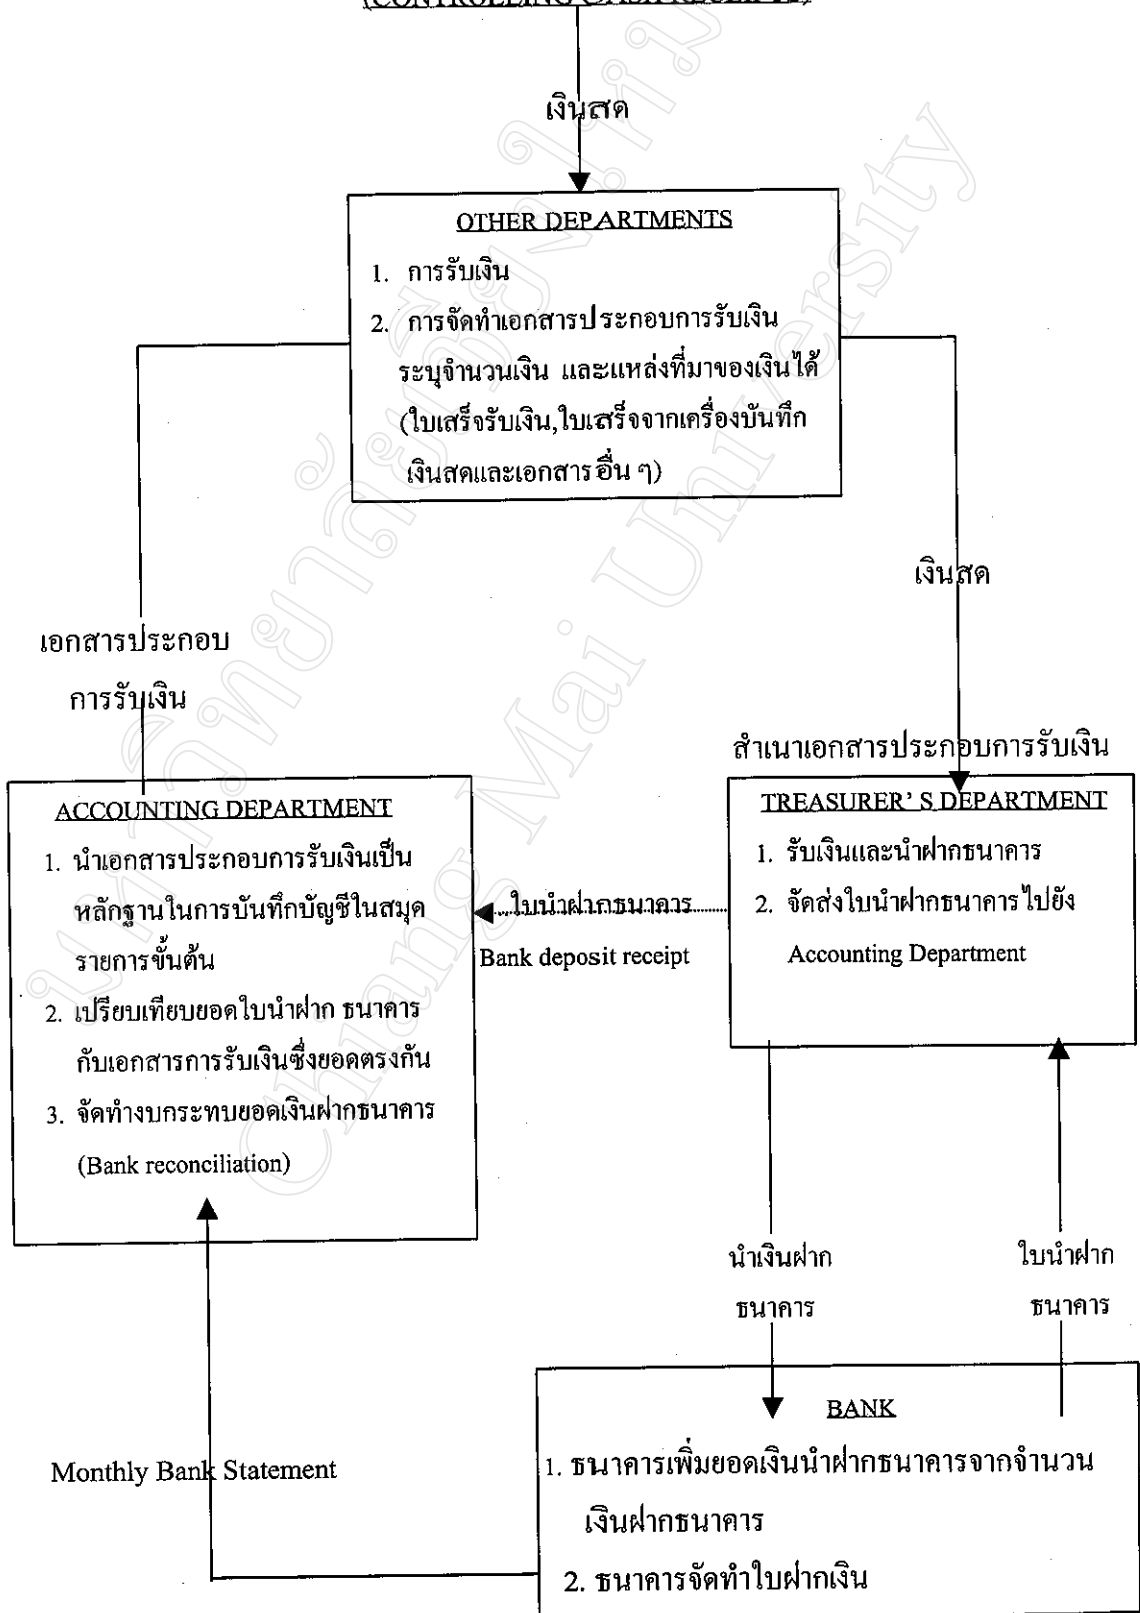 (CONTROLLING CASH RECEIPTS)
เงินสด
OTHER DEPARTMENTS
1. การรับเงิน
2. การจัดทำเอกสารประกอบการรับเงิน
ระบุจำนวนเงิน และแหล่งที่มาของเงินได้
(ใบเสร็จรับเงิน,ใบเสร็จจากเครื่องบันทึก
เงินสดและเอกสารอื่น ๆ)
เงินสด
เอกสารประกอบ
การรับเงิน
สำเนาเอกสารประกอบการรับเงิน
ACCOUNTING DEPARTMENT
1. นำเอกสารประกอบการรับเงินเป็น
หลักฐานในการบันทึกบัญชีในสมุด
รายการขั้นต้น
2. เปรียบเทียบยอดใบนำฝาก ธนาคาร
กับเอกสารการรับเงินซึ่งยอดตรงกัน
3. จัดทำงบกระทบยอดเงินฝากธนาคาร
(Bank reconciliation)
ใบนำฝากธนาคาร
Bank deposit receipt
TREASURER' S DEPARTMENT
1. รับเงินและนำฝากธนาคาร
2. จัดส่งใบนำฝากธนาคารไปยัง
Accounting Department
นำเงินฝาก
ธนาคาร
ใบนำฝาก
ธนาคาร
Monthly Bank Statement
BANK
1. ธนาคารเพิ่มยอดเงินนำฝากธนาคารจากจำนวน
เงินฝากธนาคาร
2. ธนาคารจัดทำใบฝากเงิน
มหาวิทยาลัยเชียงใหม่
Chiang Mai University